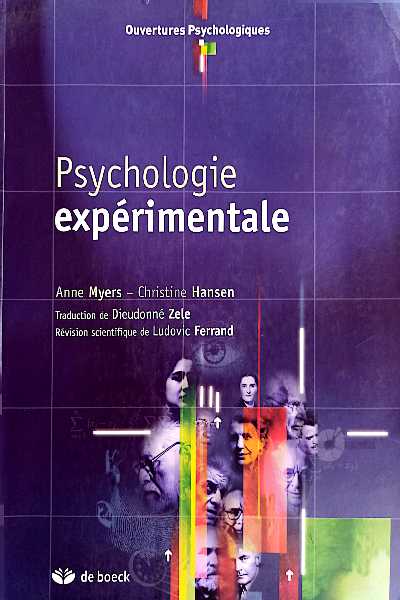 Ouvertures Psychologiques
Psychologie
expérimentale
Anne Myers – Christine Hansen
Traduction de Dieudonné Zele
Révision scientifique de Ludovic Ferrand
de boeck